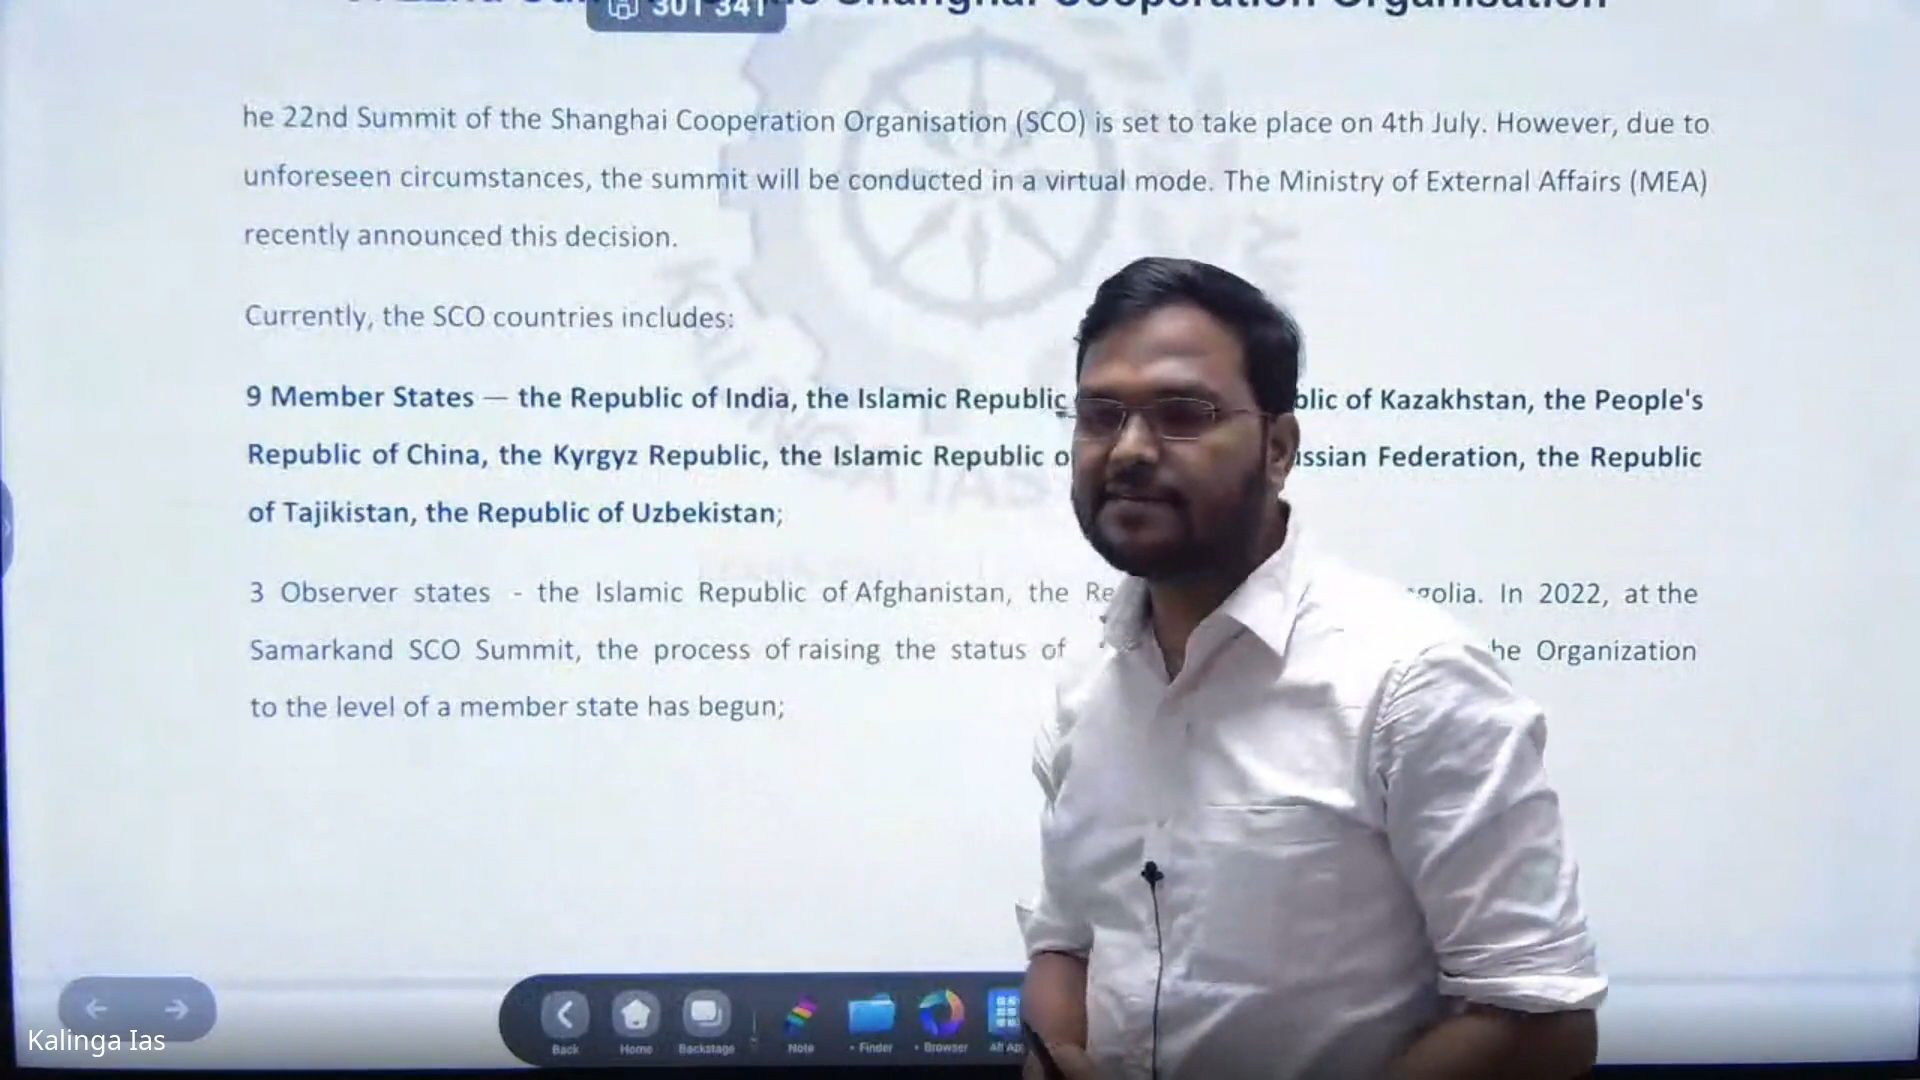 301 341
Shanghai Cooperation Organisation
he 22nd Summit of the Shanghai Cooperation Organisation (SCO) is set to take place on 4th July. However, due to
unforeseen circumstances, the summit will be conducted in a virtual mode. The Ministry of External Affairs (MEA)
recently announced this decision.
Currently, the SCO countries includes:
9 Member States — the Republic of India, the Islamic Republic of Kazakhstan, the People's
Republic of China, the Kyrgyz Republic, the Islamic Republic Federation, the Republic
of Tajikistan, the Republic of Uzbekistan;
3 Observer states - the Islamic Republic of Afghanistan, the In 2022, at the
Samarkand SCO Summit, the process of raising the status of Organization
to the level of a member state has begun;
Back Home Backstage Note • Finder • Browser
Kalinga Ias